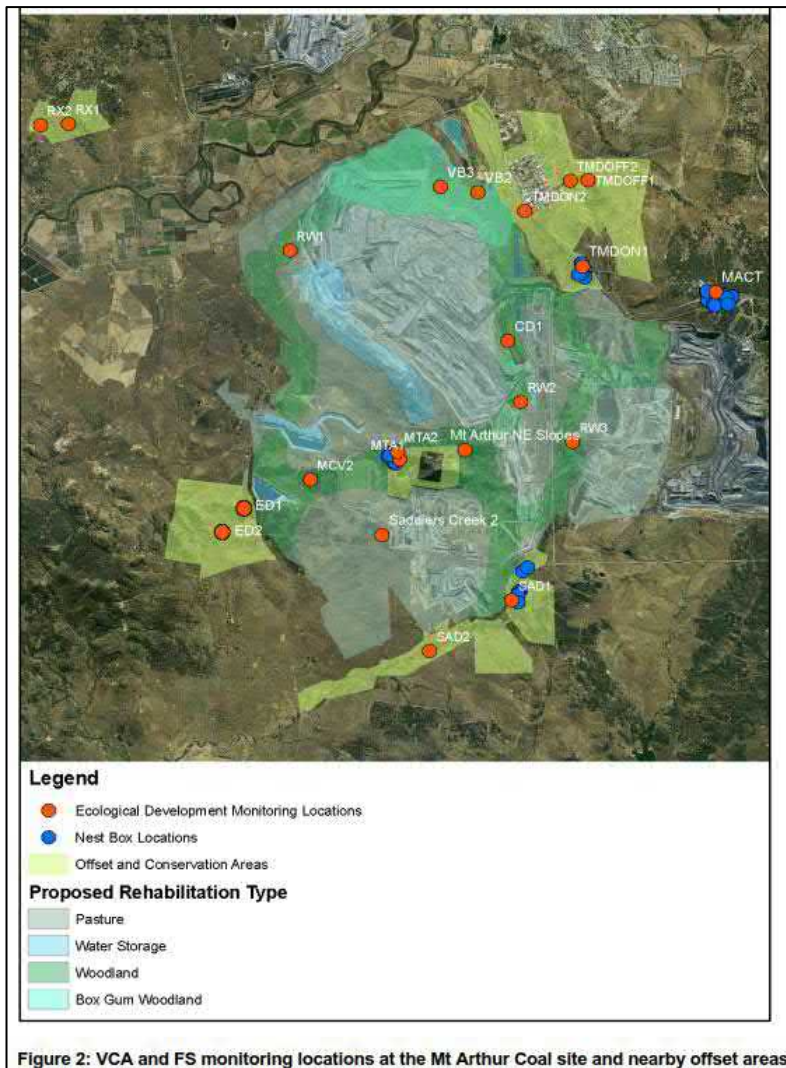 RX2 RX1
TMDOFF2
VB3
VB2
TMDOFF1
TMDON2
RW1
TMDON1
MACT
CD1
RW2
RW3
Mt Arthur NE Slopes
MTA2
MTA1
MCV2
ED1
ED2
Saddlers Creek 2
SAD1
SAD2
Legend
Ecological Development Monitoring Locations
Nest Box Locations
Offset and Conservation Areas
Proposed Rehabilitation Type
Pasture
Water Storage
Woodland
Box Gum Woodland
Figure 2: VCA and FS monitoring locations at the Mt Arthur Coal site and nearby offset areas